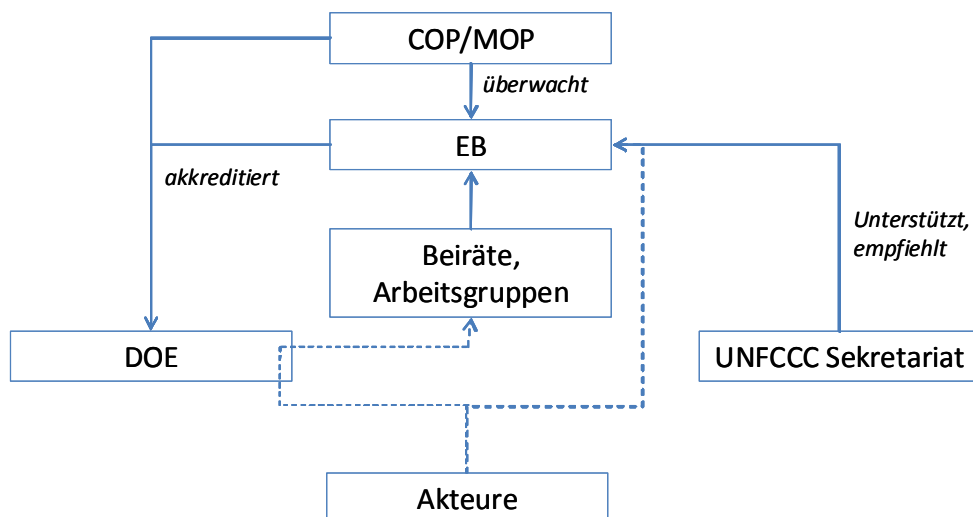 COP/MOP
überwacht
EB
akkreditiert
Unterstützt,
empfiehlt
Beiräte,
Arbeitsgruppen
DOE
UNFCCC Sekretariat
Akteure